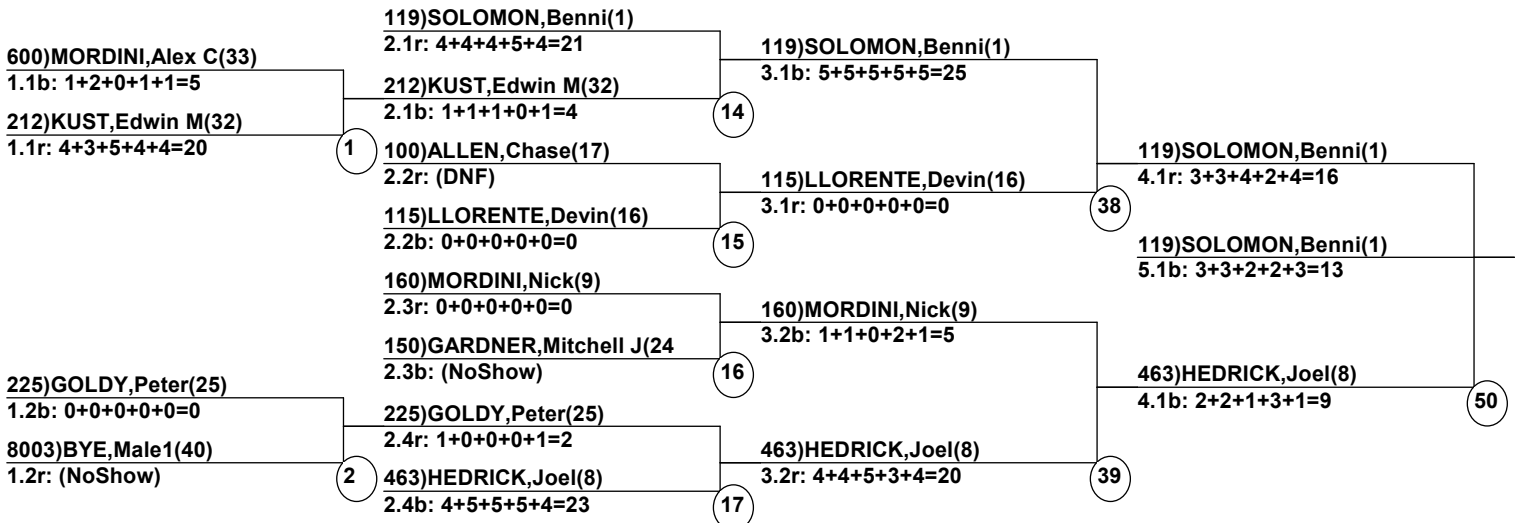 600)MORDINI,Alex C(33)
1.1b: 1+2+0+1+1=5
212)KUST,Edwin M(32)
1.1r: 4+3+5+4+4=20
1
225)GOLDY,Peter(25)
1.2b: 0+0+0+0+0=0
8003)BYE,Male1(40)
1.2r: (NoShow)
2
119)SOLOMON,Benni(1)
2.1r: 4+4+4+5+4=21
212)KUST,Edwin M(32)
2.1b: 1+1+1+0+1=4
14
100)ALLEN,Chase(17)
2.2r: (DNF)
115)LLORENTE,Devin(16)
2.2b: 0+0+0+0+0=0
15
160)MORDINI,Nick(9)
2.3r: 0+0+0+0+0=0
150)GARDNER,Mitchell J(24
2.3b: (NoShow)
16
225)GOLDY,Peter(25)
2.4r: 1+0+0+0+1=2
463)HEDRICK,Joel(8)
2.4b: 4+5+5+5+4=23
17
119)SOLOMON,Benni(1)
3.1b: 5+5+5+5+5=25
115)LLORENTE,Devin(16)
3.1r: 0+0+0+0+0=0
38
160)MORDINI,Nick(9)
3.2b: 1+1+0+2+1=5
463)HEDRICK,Joel(8)
3.2r: 4+4+5+3+4=20
39
119)SOLOMON,Benni(1)
4.1r: 3+3+4+2+4=16
119)SOLOMON,Benni(1)
5.1b: 3+3+2+2+3=13
463)HEDRICK,Joel(8)
4.1b: 2+2+1+3+1=9
50